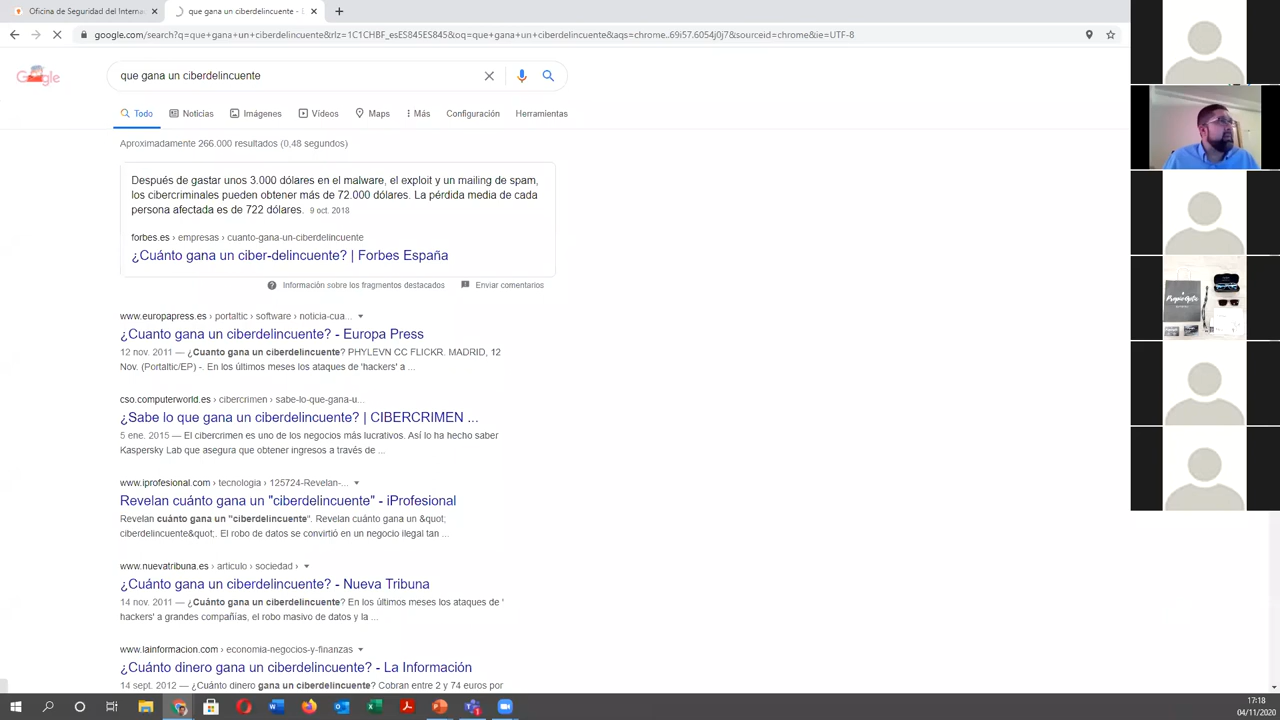 Oficina de Seguridad del Interna
que gana un ciberdelincuente -
google.com/search?q=que+gana+un+ciberdelincuente&rlz=1C1CHBF_esES845ES845&oq=que+gana+un+ciberdelincuente&aqs=chrome..69i57.6054j0j7&sourceid=chrome&ie=UTF-8
Google
que gana un ciberdelincuente
Todo Noticias Imágenes Vídeos Maps Más Configuración Herramientas
Aproximadamente 266.000 resultados (0,48 segundos)
Después de gastar unos 3.000 dólares en el malware, el exploit y un mailing de spam,
los cibercriminales pueden obtener más de 72.000 dólares. La pérdida media de cada
persona afectada es de 722 dólares. 9 oct. 2018
forbes.es › empresas › cuanto-gana-un-ciberdelincuente
¿Cuánto gana un ciber-delincuente? | Forbes España
Información sobre los fragmentos destacados Enviar comentarios
www.europapress.es › portaltic › software › noticia-cua...
¿Cuanto gana un ciberdelincuente? - Europa Press
12 nov. 2011 — ¿Cuanto gana un ciberdelincuente? PHYLEVN CC FLICKR. MADRID, 12
Nov. (Portaltic/EP) -. En los últimos meses los ataques de 'hackers' a ...
cso.computerworld.es › cibercrimen › sabe-lo-que-gana-u...
¿Sabe lo que gana un ciberdelincuente? | CIBERCRIMEN ...
5 ene. 2015 — El cibercrimen es uno de los negocios más lucrativos. Así lo ha hecho saber
Kaspersky Lab que asegura que obtener ingresos a través de ...
www.iprofesional.com › tecnologia › 125724-Revelan-...
Revelan cuánto gana un "ciberdelincuente" - iProfesional
Revelan cuánto gana un "ciberdelincuente". Revelan cuánto gana un &quot;
ciberdelincuente&quot;. El robo de datos se convirtió en un negocio ilegal tan ...
www.nuevatribuna.es › articulo › sociedad ›
¿Cuánto gana un ciberdelincuente? - Nueva Tribuna
14 nov. 2011 — ¿Cuánto gana un ciberdelincuente? En los últimos meses los ataques de '
hackers' a grandes compañías, el robo masivo de datos y la ...
www.lainformacion.com › economia-negocios-y-finanzas
¿Cuánto dinero gana un ciberdelincuente? - La Información
14 sept. 2012 — ¿Cuánto dinero gana un ciberdelincuente? Cobran entre 2 y 74 euros por
17:18
04/11/2020